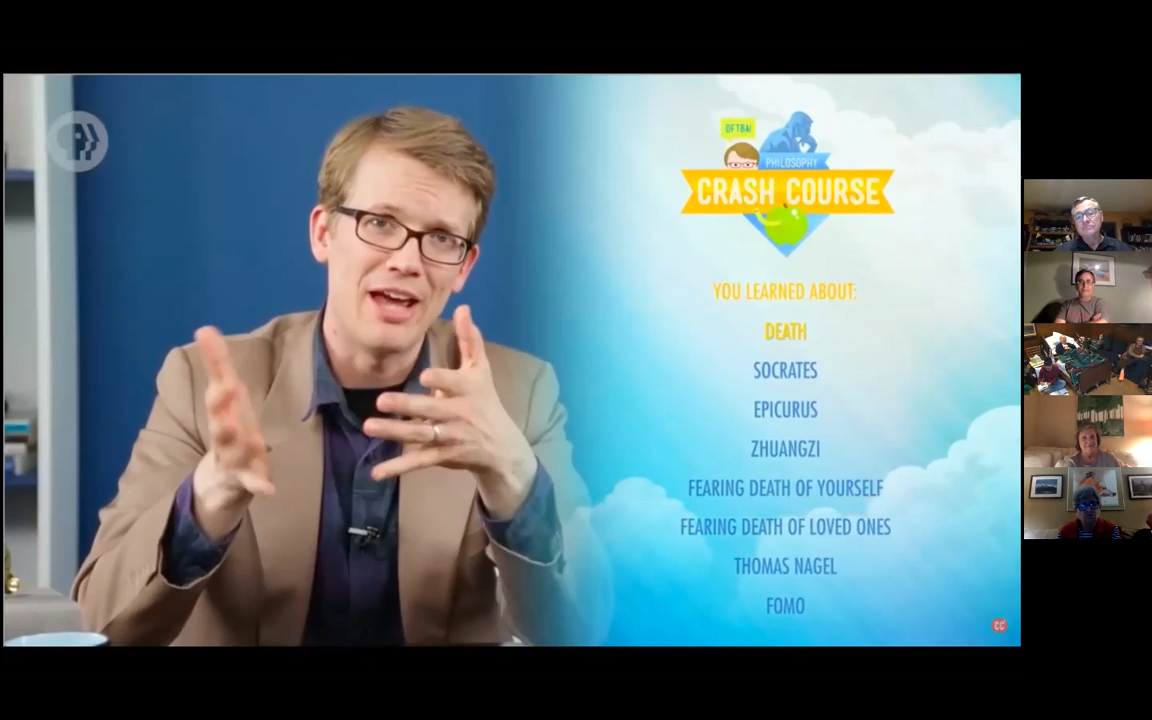 DFTBA!
PHILOSOPHY
CRASH COURSE
YOU LEARNED ABOUT:
DEATH
SOCRATES
EPICURUS
ZHUANGZI
FEARING DEATH OF YOURSELF
FEARING DEATH OF LOVED ONES
THOMAS NAGEL
FOMO
CC